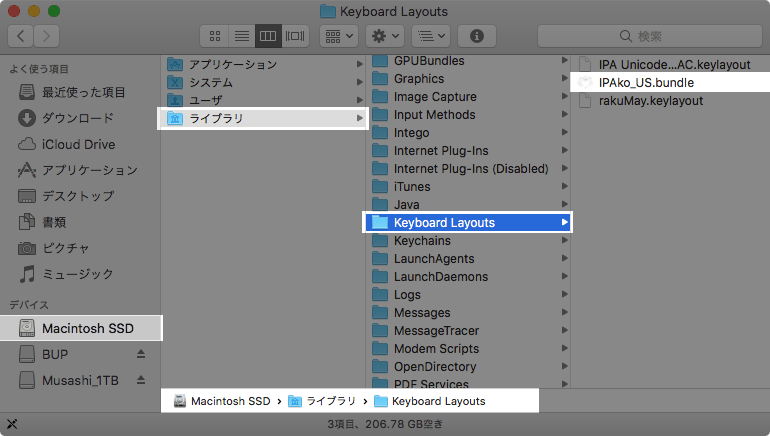 Keyboard Layouts
検索
よく使う項目
最近使った項目
ダウンロード
iCloud Drive
アプリケーション
デスクトップ
書類
ピクチャ
ミュージック
デバイス
Macintosh SSD
BUP
Musashi_1TB
アプリケーション
システム
ユーザ
ライブラリ
GPUBundles
Graphics
Image Capture
Input Methods
Intego
Internet Plug-Ins
Internet Plug-Ins (Disabled)
iTunes
Java
Keyboard Layouts
Keychains
LaunchAgents
LaunchDaemons
Logs
Messages
MessageTracer
Modem Scripts
OpenDirectory
PDF Services
IPA Unicode...AC.keylayout
IPAko_US.bundle
rakuMay.keylayout
Macintosh SSD › ライブラリ › Keyboard Layouts
3項目、206.78 GB空き